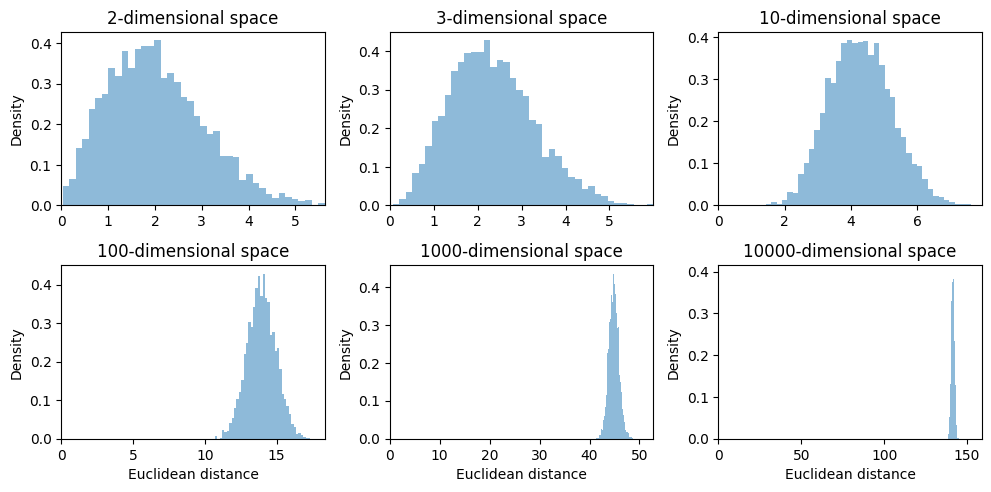 2-dimensional space
3-dimensional space
10-dimensional space
Density
0.4
0.3
0.2
0.1
0.0
0 1 2 3 4 5
Density
0.4
0.3
0.2
0.1
0.0
0 1 2 3 4 5
Density
0.4
0.3
0.2
0.1
0.0
0 2 4 6
100-dimensional space
1000-dimensional space
10000-dimensional space
Density
0.4
0.3
0.2
0.1
0.0
0 5 10 15
Euclidean distance
Density
0.4
0.3
0.2
0.1
0.0
0 10 20 30 40 50
Euclidean distance
Density
0.4
0.3
0.2
0.1
0.0
0 50 100 150
Euclidean distance